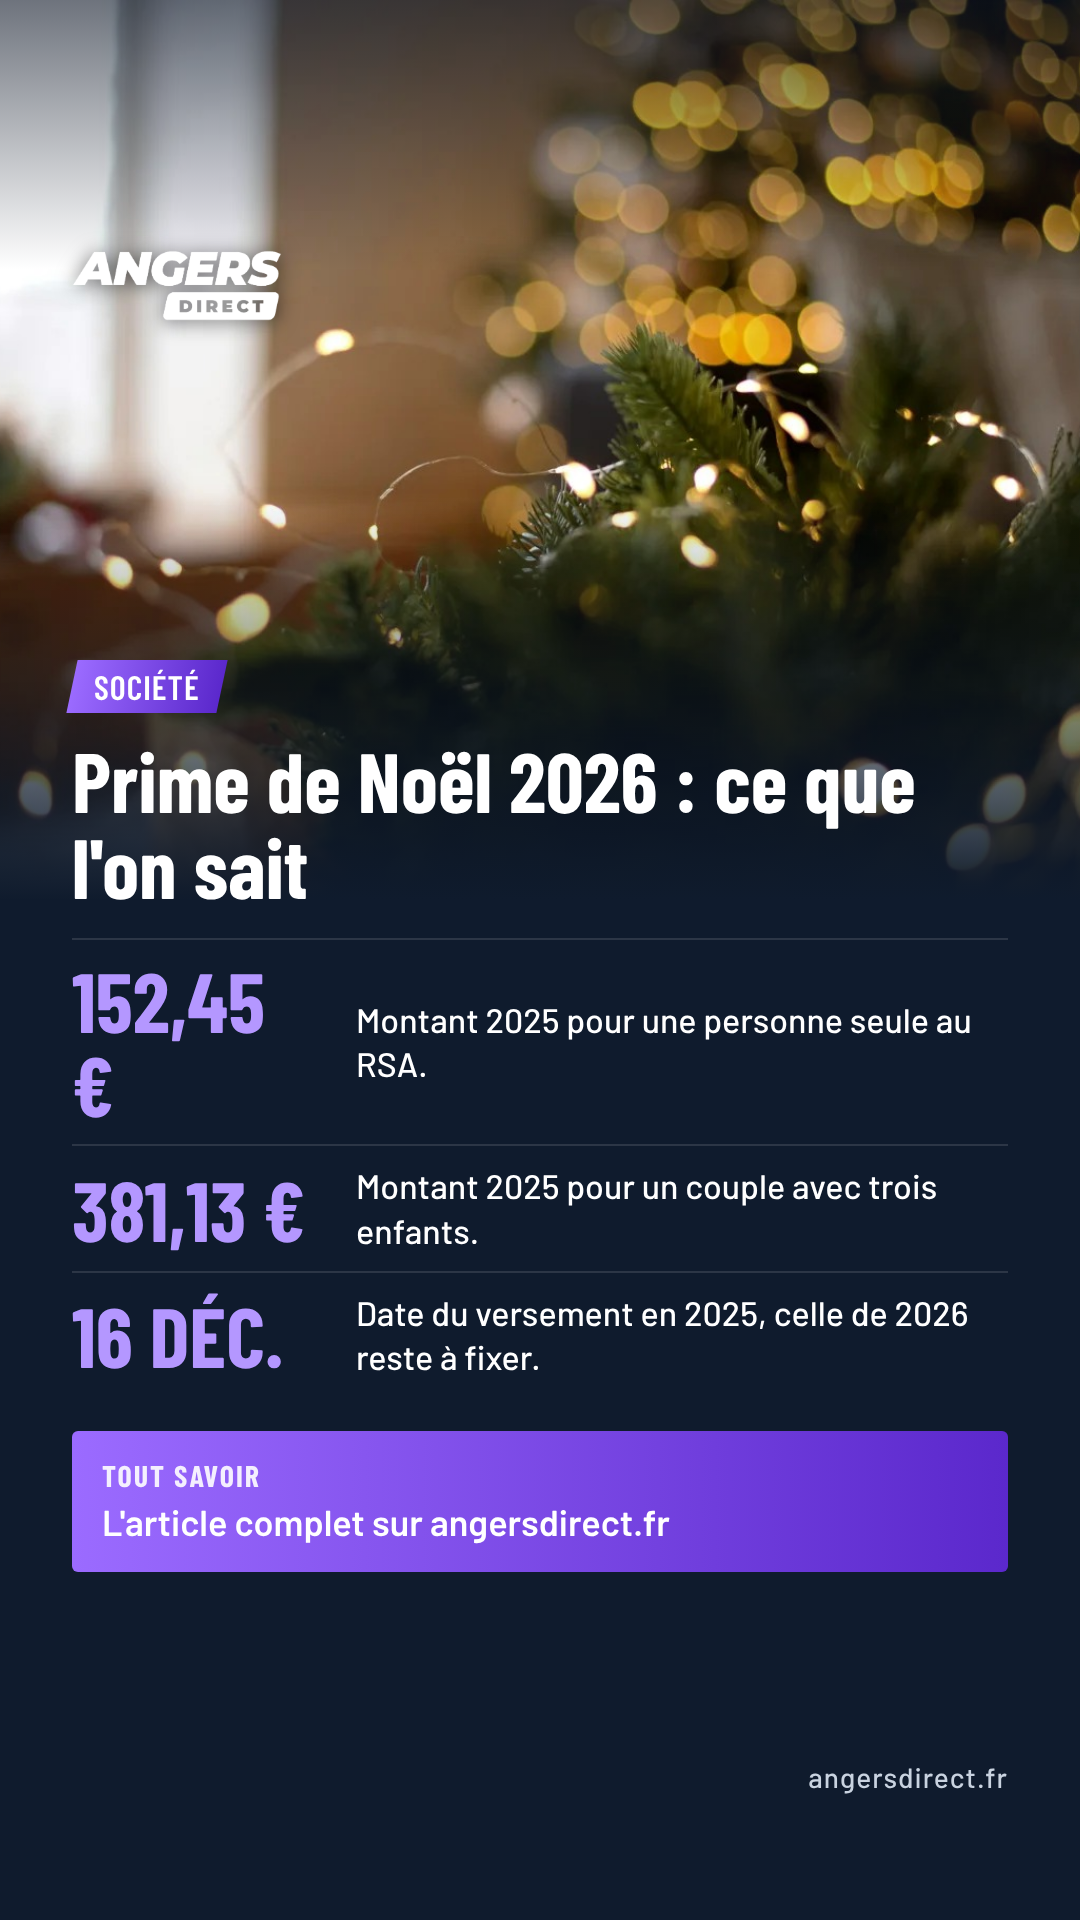 ANGERS
DIRECT
SOCIÉTÉ
Prime de Noël 2026 : ce que
l'on sait
152,45
€
Montant 2025 pour une personne seule au
RSA.
381,13 €
Montant 2025 pour un couple avec trois
enfants.
16 DÉC.
Date du versement en 2025, celle de 2026
reste à fixer.
TOUT SAVOIR
L'article complet sur angersdirect.fr
angersdirect.fr